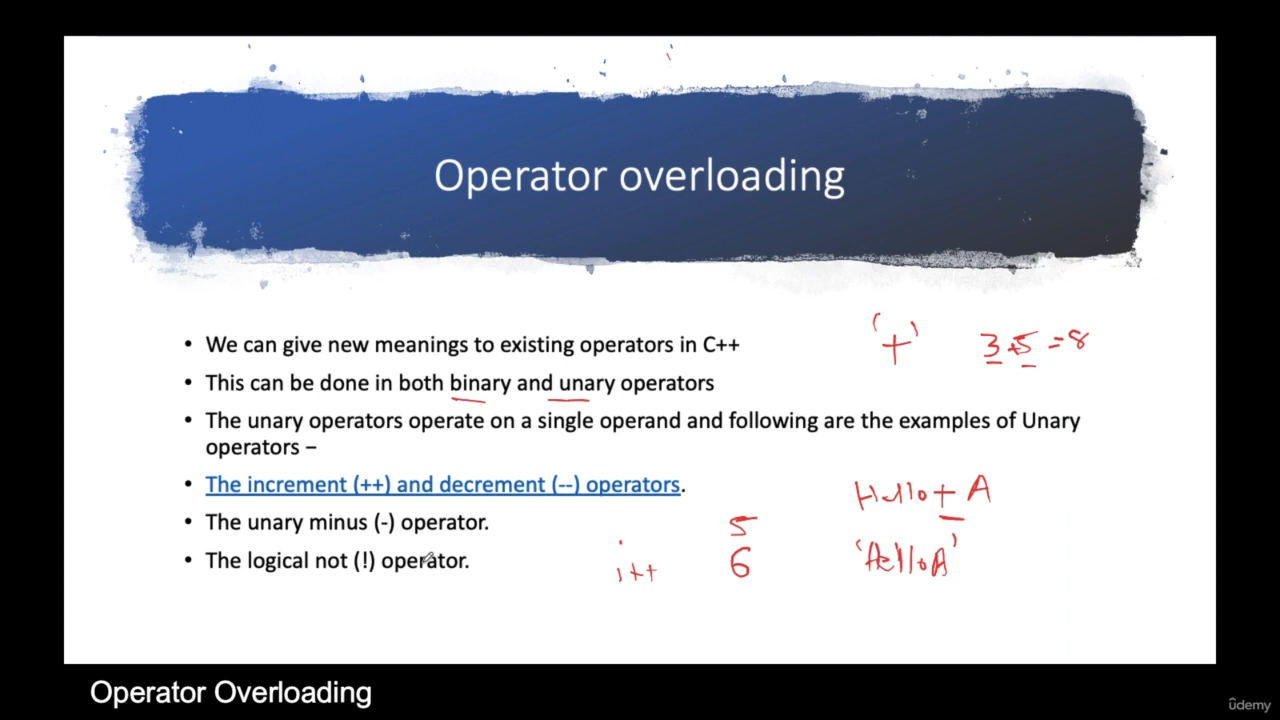 Operator overloading
• We can give new meanings to existing operators in C++
'+' 3+5=8
• This can be done in both binary and unary operators
• The unary operators operate on a single operand and following are the examples of Unary
operators –
• The increment (++) and decrement (--) operators.
Hello + A
• The unary minus (-) operator.
5
• The logical not (!) operator.
i++ 6 'HelloA'
Operator Overloading
ûdemy